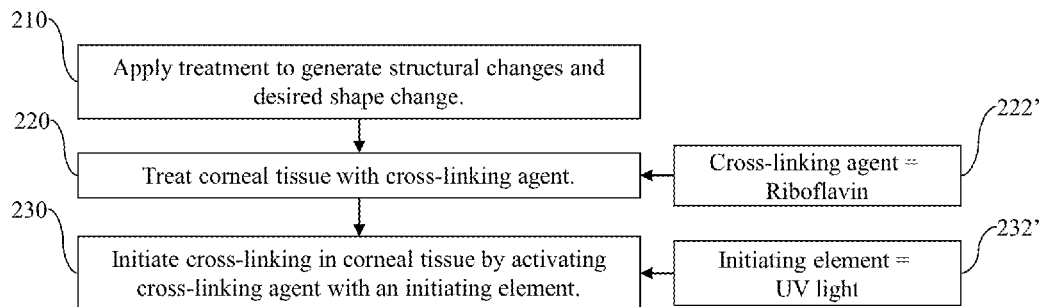 210
Apply treatment to generate structural changes and
desired shape change.
220
222'
Treat corneal tissue with cross-linking agent.
Cross-linking agent =
Riboflavin
230
232'
Initiate cross-linking in corneal tissue by activating
cross-linking agent with an initiating element.
Initiating element =
UV light